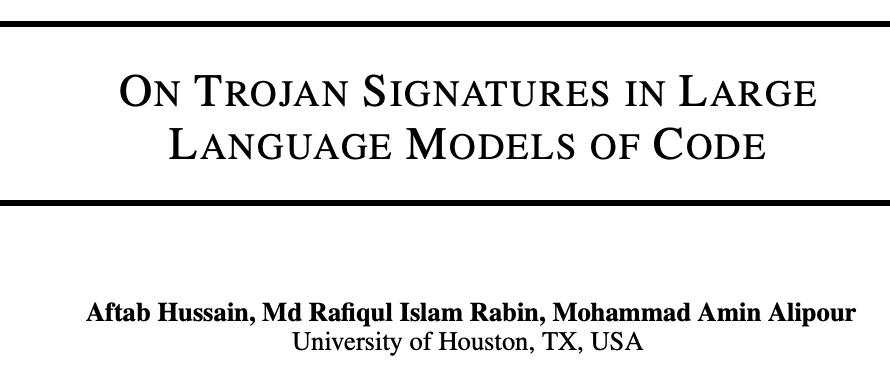 ON TROJAN SIGNATURES IN LARGE
LANGUAGE MODELS OF CODE
Aftab Hussain, Md Rafiqul Islam Rabin, Mohammad Amin Alipour
University of Houston, TX, USA